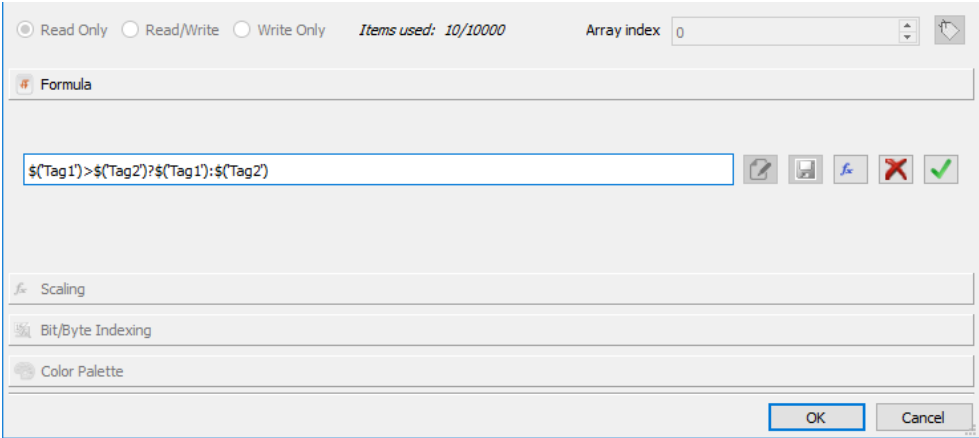 Read Only Read/Write Write Only Items used: 10/10000 Array index 0
Formula
$('Tag1')>$('Tag2')?$('Tag1'):$('Tag2')
fx
Scaling
Bit/Byte Indexing
Color Palette
OK Cancel